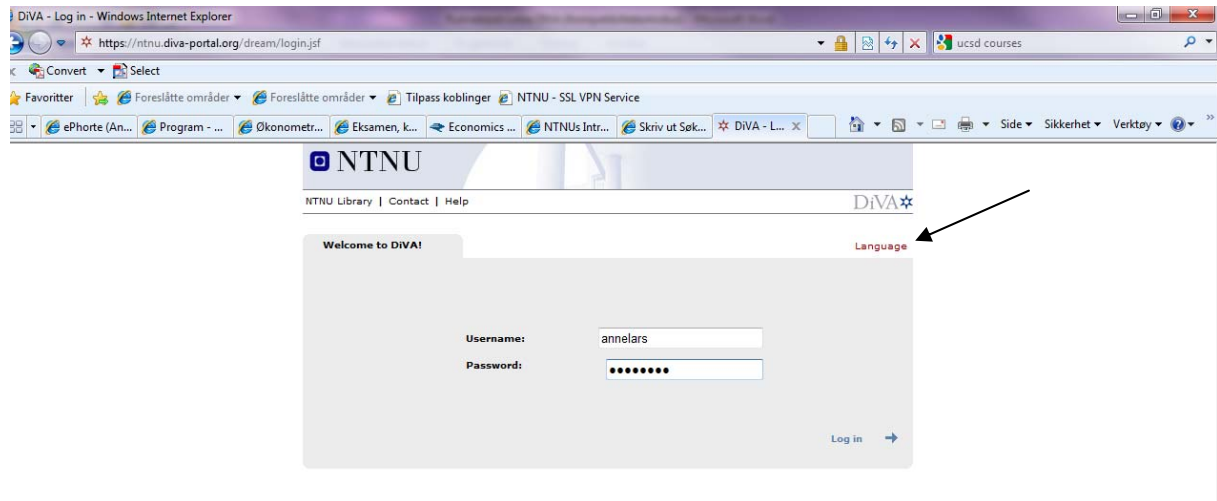 DiVA - Log in - Windows Internet Explorer
https://ntnu.diva-portal.org/dream/login.jsf ucsd courses
Convert Select
Favoritter Foreslåtte områder Foreslåtte områder Tilpass koblinger NTNU - SSL VPN Service
ePhorte (An... Program - ... Økonometr... Eksamen, k... Economics ... NTNUs Intr... Skriv ut Søk... DiVA - L... X Side Sikkerhet Verktøy
NTNU
NTNU Library | Contact | Help DiVA
Welcome to DiVA! Language
Username: annelars
Password: ●●●●●●●●
Log in